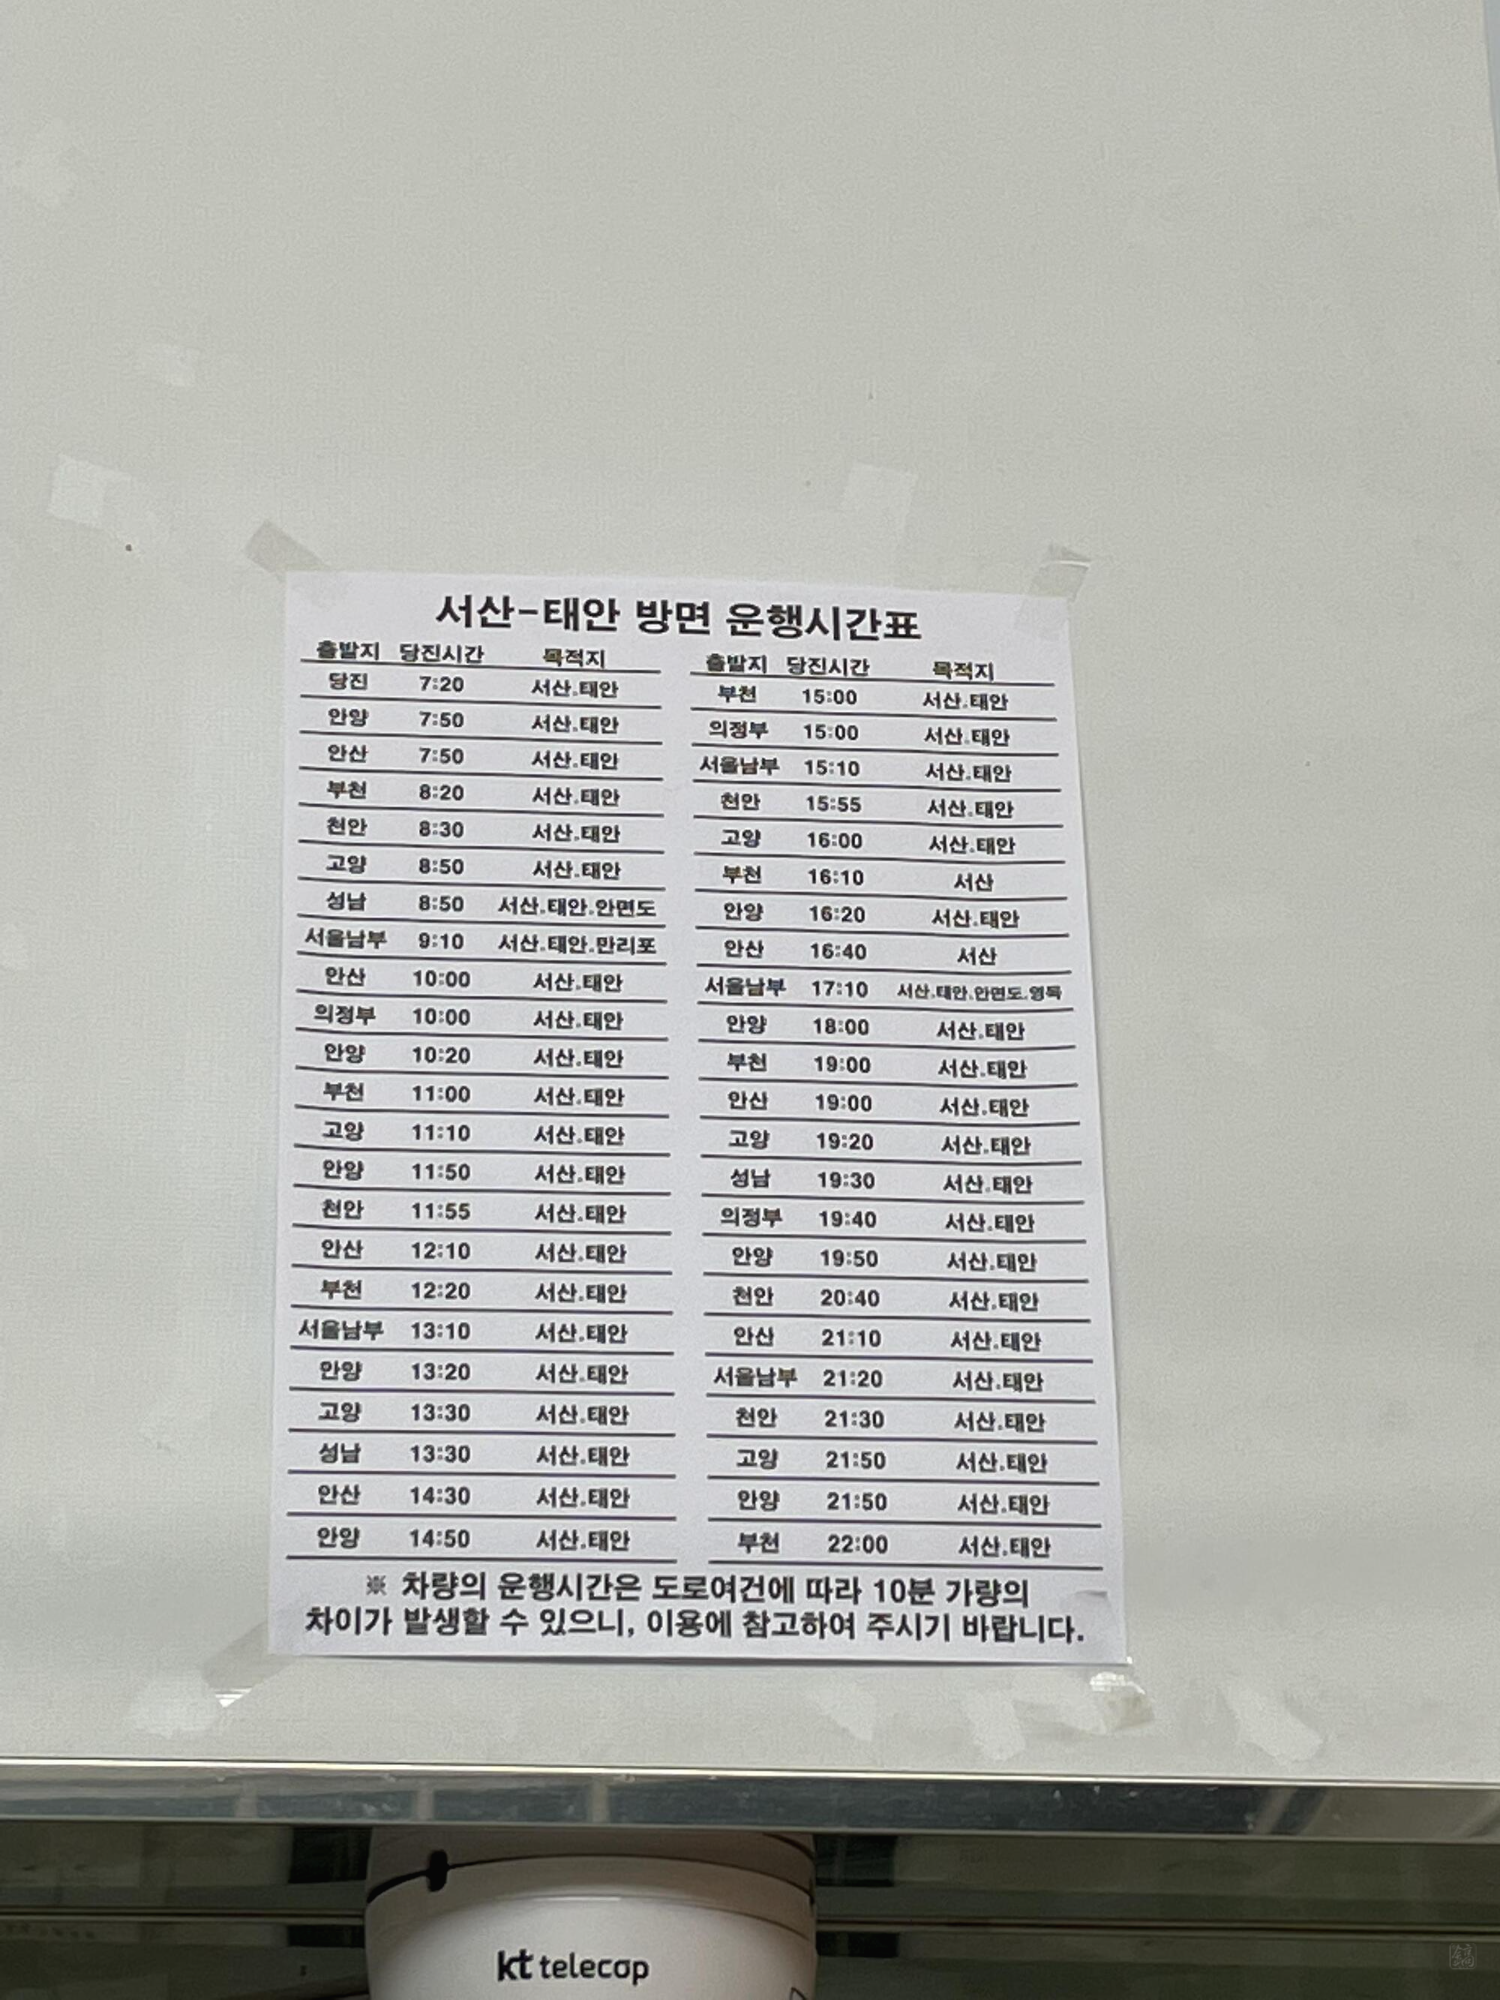 서산-태안 방면 운행시간표
출발지 당진시간 목적지
당진 7:20 서산.태안
안양 7:50 서산.태안
안산 7:50 서산.태안
부천 8:20 서산.태안
천안 8:30 서산.태안
고양 8:50 서산.태안
성남 8:50 서산.태안.안면도
서울남부 9:10 서산.태안.만리포
안산 10:00 서산.태안
의정부 10:00 서산.태안
안양 10:20 서산.태안
부천 11:00 서산.태안
고양 11:10 서산.태안
안양 11:50 서산.태안
천안 11:55 서산.태안
안산 12:10 서산.태안
부천 12:20 서산.태안
서울남부 13:10 서산.태안
안양 13:20 서산.태안
고양 13:30 서산.태안
성남 13:30 서산.태안
안산 14:30 서산.태안
안양 14:50 서산.태안
출발지 당진시간 목적지
부천 15:00 서산.태안
의정부 15:00 서산.태안
서울남부 15:10 서산.태안
천안 15:55 서산.태안
고양 16:00 서산.태안
부천 16:10 서산
안양 16:20 서산.태안
안산 16:40 서산
서울남부 17:10 서산.태안.안면도.영목
안양 18:00 서산.태안
부천 19:00 서산.태안
안산 19:00 서산.태안
고양 19:20 서산.태안
성남 19:30 서산.태안
의정부 19:40 서산.태안
안양 19:50 서산.태안
천안 20:40 서산.태안
안산 21:10 서산.태안
서울남부 21:20 서산.태안
천안 21:30 서산.태안
고양 21:50 서산.태안
안양 21:50 서산.태안
부천 22:00 서산.태안
※ 차량의 운행시간은 도로여건에 따라 10분 가량의
차이가 발생할 수 있으니, 이용에 참고하여 주시기 바랍니다.
kt telecop